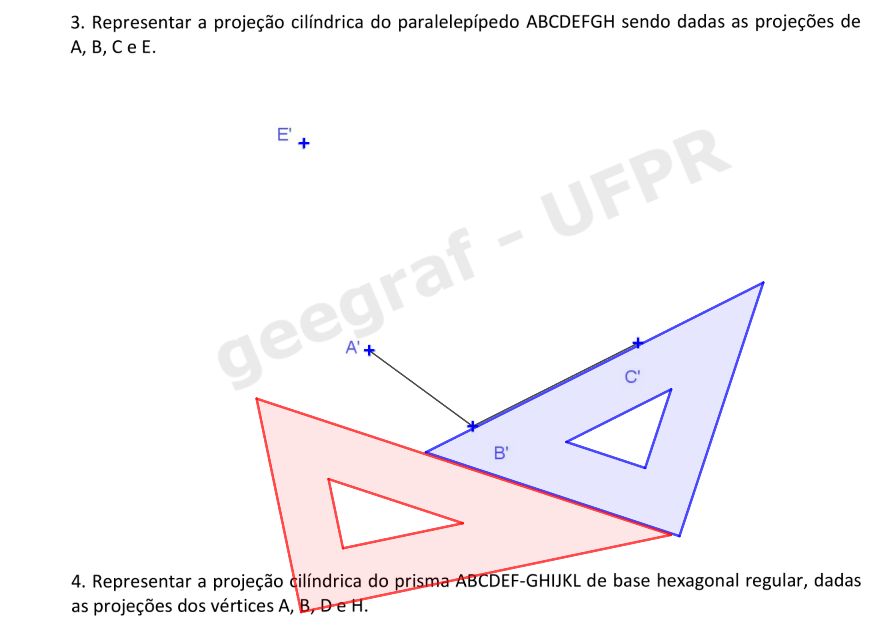 3. Representar a projeção cilíndrica do paralelepípedo ABCDEFGH sendo dadas as projeções de
A, B, C e E.
E'
geegraf - UFPR
A'
C'
B'
4. Representar a projeção cilíndrica do prisma ABCDEF-GHIJKL de base hexagonal regular, dadas
as projeções dos vértices A, B, D e H.